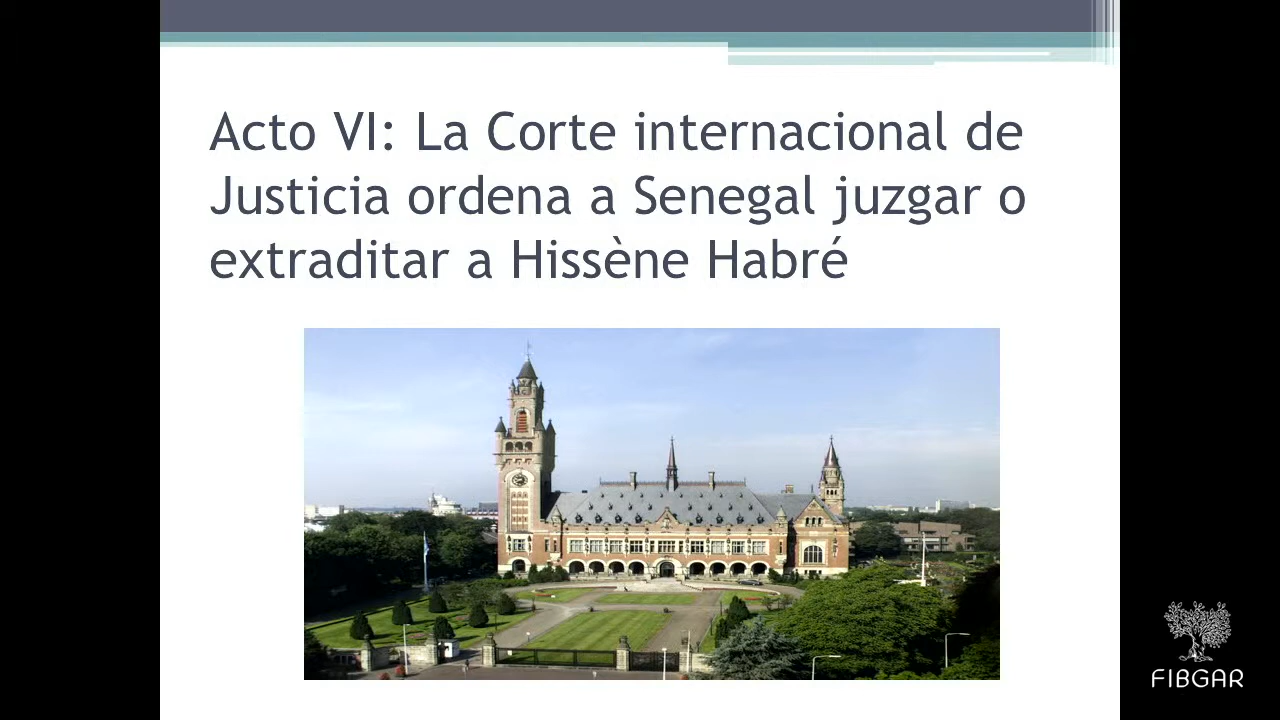 Acto VI: La Corte internacional de
Justicia ordena a Senegal juzgar o
extraditar a Hissène Habré
FIBGAR